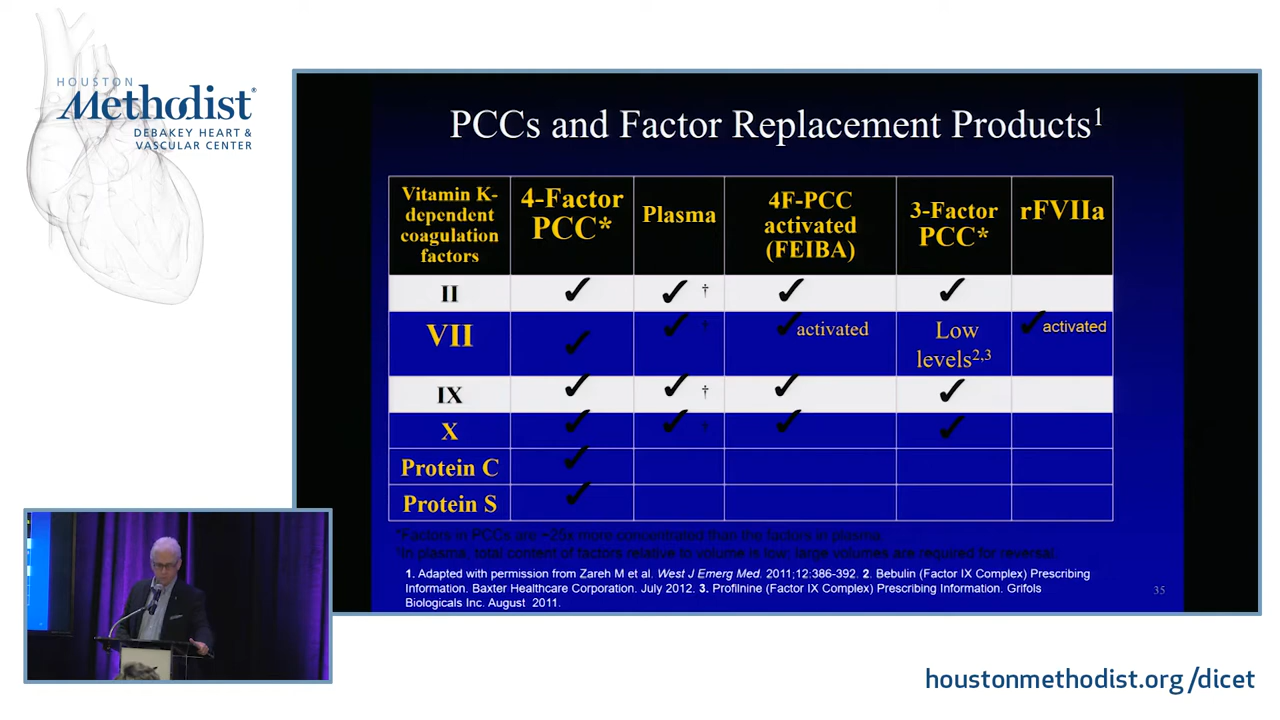 HOUSTON
Methodist®
DEBAKEY HEART &
VASCULAR CENTER
PCCs and Factor Replacement Products1
Vitamin K-
dependent
coagulation
factors
4-Factor
PCC*
Plasma
4F-PCC
activated
(FEIBA)
3-Factor
PCC*
rFVIIa
II ✓ ✓ † ✓ ✓
VII ✓ ✓ † ✓ activated Low ✓ activated
levels2,3
IX ✓ ✓ † ✓ ✓
X ✓ ✓ † ✓ ✓
Protein C ✓
Protein S ✓
*Factors in PCCs are ~25x more concentrated than the factors in plasma
†In plasma, total content of factors relative to volume is low: large volumes are required for reversal
1. Adapted with permission from Zareh M et al. West J Emerg Med. 2011;12:386-392. 2. Bebulin (Factor IX Complex) Prescribing
Information. Baxter Healthcare Corporation. July 2012. 3. Profilnine (Factor IX Complex) Prescribing Information. Grifols
Biologicals Inc. August 2011.
35
houstonmethodist.org/dicet